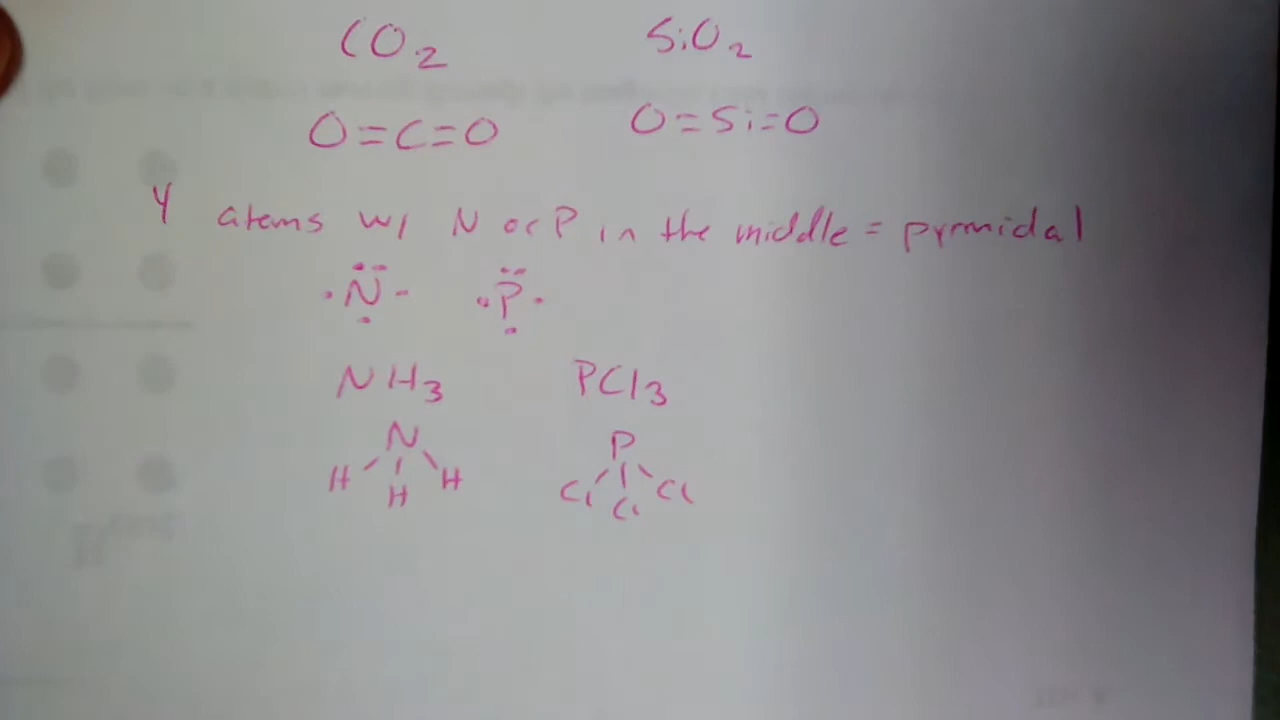 CO2 SiO2
O=C=O O=Si=O
4 atoms w/ N or P in the middle = pyrmidal
N P
NH3 PCl3
N P
H H H Cl Cl Cl